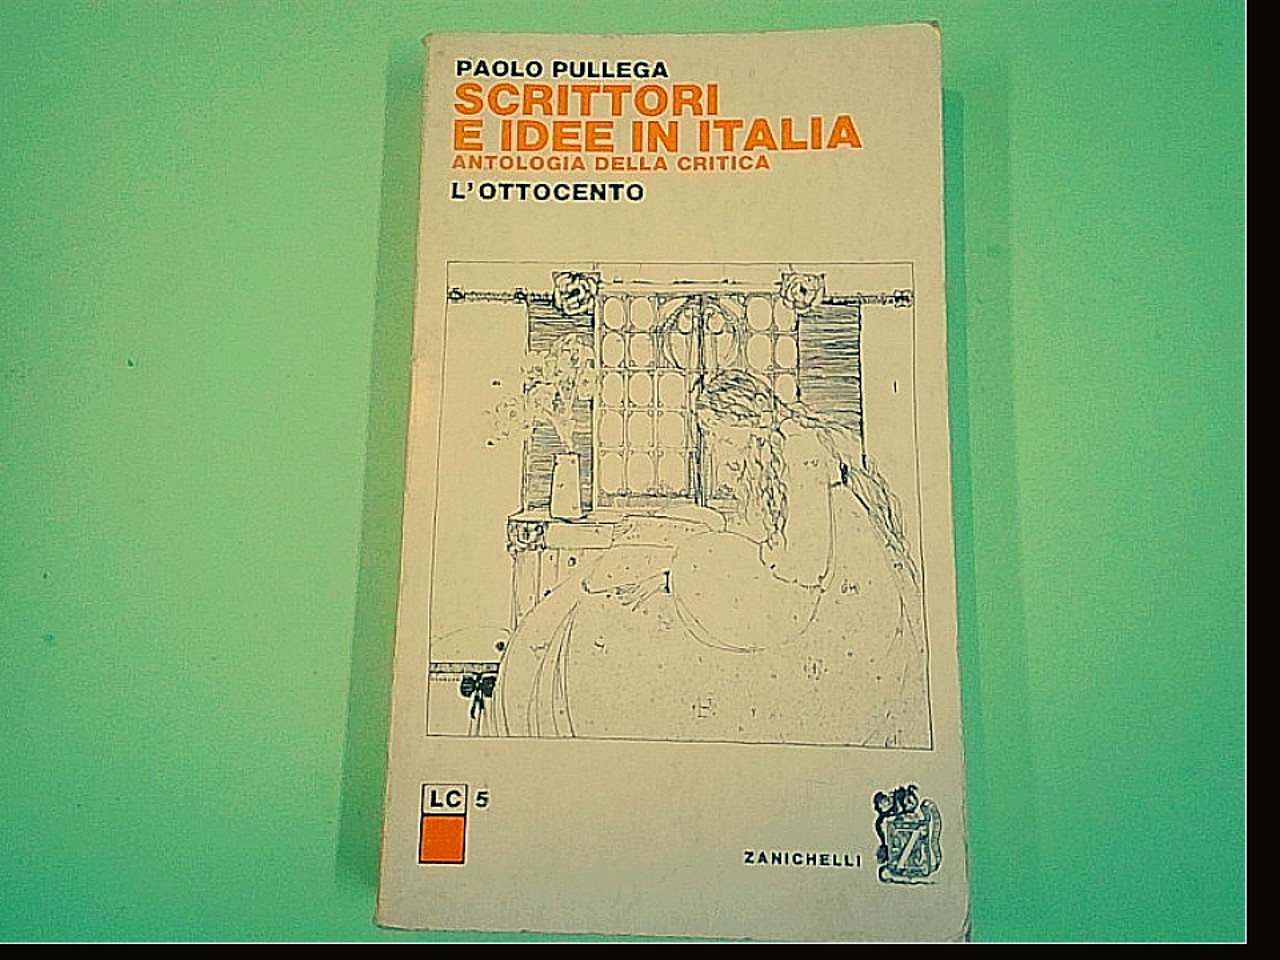 PAOLO PULLEGA
SCRITTORI
E IDEE IN ITALIA
ANTOLOGIA DELLA CRITICA
L'OTTOCENTO
LC 5
ZANICHELLI
Z